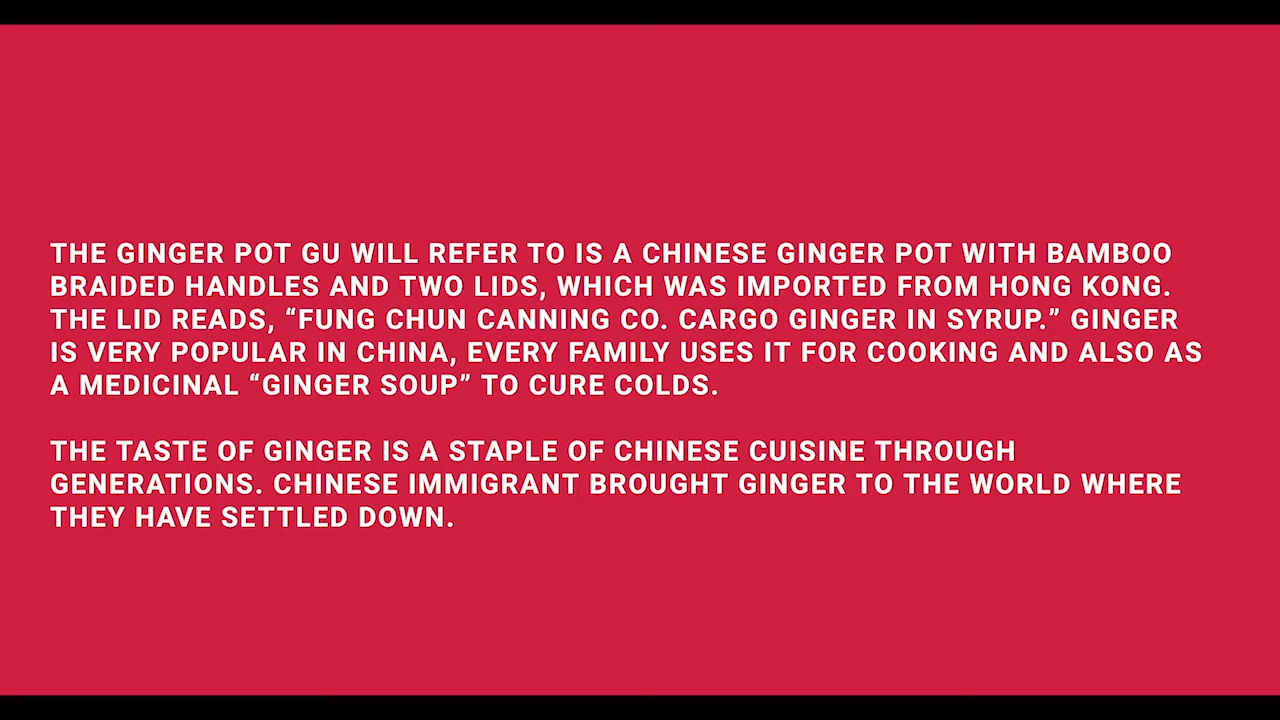 THE GINGER POT GU WILL REFER TO IS A CHINESE GINGER POT WITH BAMBOO
BRAIDED HANDLES AND TWO LIDS, WHICH WAS IMPORTED FROM HONG KONG.
THE LID READS, “FUNG CHUN CANNING CO. CARGO GINGER IN SYRUP.” GINGER
IS VERY POPULAR IN CHINA, EVERY FAMILY USES IT FOR COOKING AND ALSO AS
A MEDICINAL “GINGER SOUP” TO CURE COLDS.
THE TASTE OF GINGER IS A STAPLE OF CHINESE CUISINE THROUGH
GENERATIONS. CHINESE IMMIGRANT BROUGHT GINGER TO THE WORLD WHERE
THEY HAVE SETTLED DOWN.